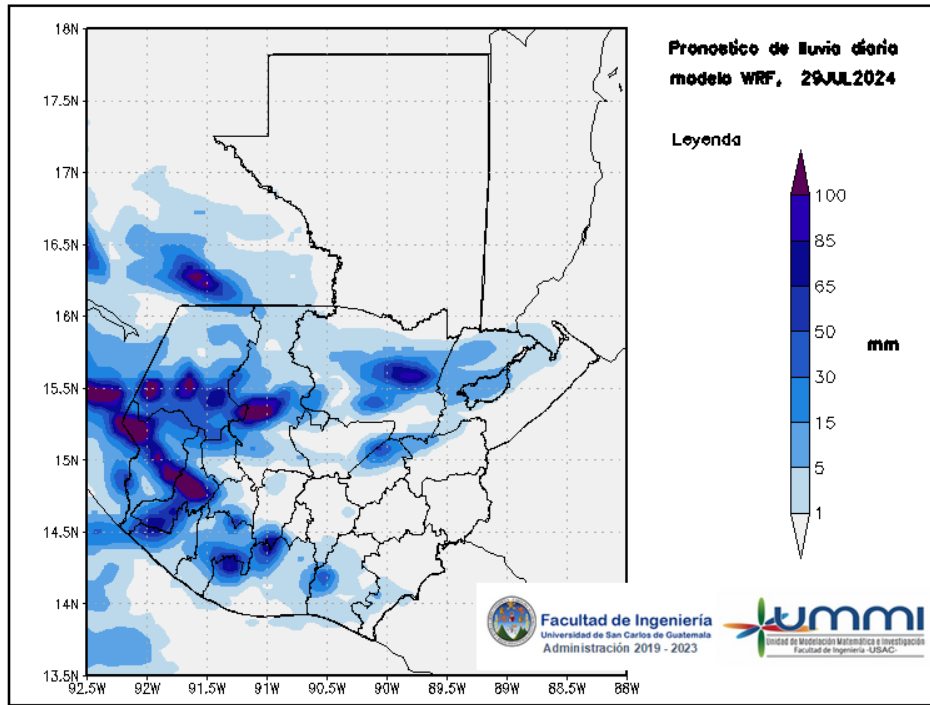 18N
17.5N
17N
16.5N
16N
15.5N
15N
14.5N
14N
13.5N
92.5W
92W
91.5W
91W
90.5W
90W
89.5W
89W
88.5W
88W
Pronostico de lluvia diaria
modelo WRF, 29JUL2024
Leyenda
100
85
65
50
30
15
5
1
mm
Facultad de Ingeniería
Universidad de San Carlos de Guatemala
Administración 2019 - 2023
UMMI
Unidad de Modelación Matemática e Investigación
Facultad de Ingeniería -USAC-